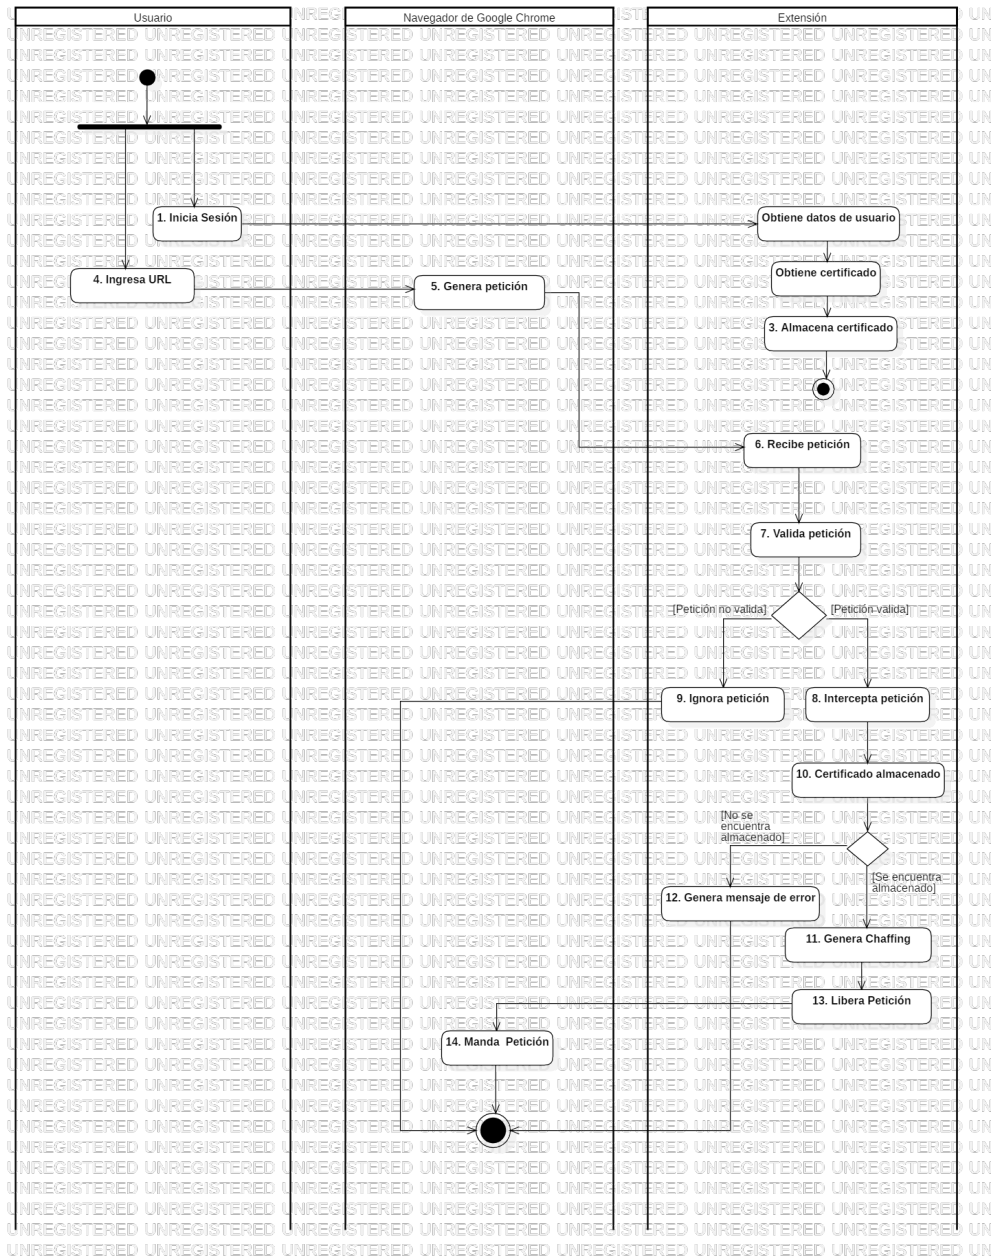 Usuario
Navegador de Google Chrome
Extensión
1. Inicia Sesión
Obtiene datos de usuario
4. Ingresa URL
5. Genera petición
Obtiene certificado
3. Almacena certificado
6. Recibe petición
7. Valida petición
[Petición no valida]
[Petición valida]
9. Ignora petición
8. Intercepta petición
10. Certificado almacenado
[No se
encuentra
almacenado]
[Se encuentra
almacenado]
12. Genera mensaje de error
11. Genera Chaffing
13. Libera Petición
14. Manda  Petición
UNREGISTERED